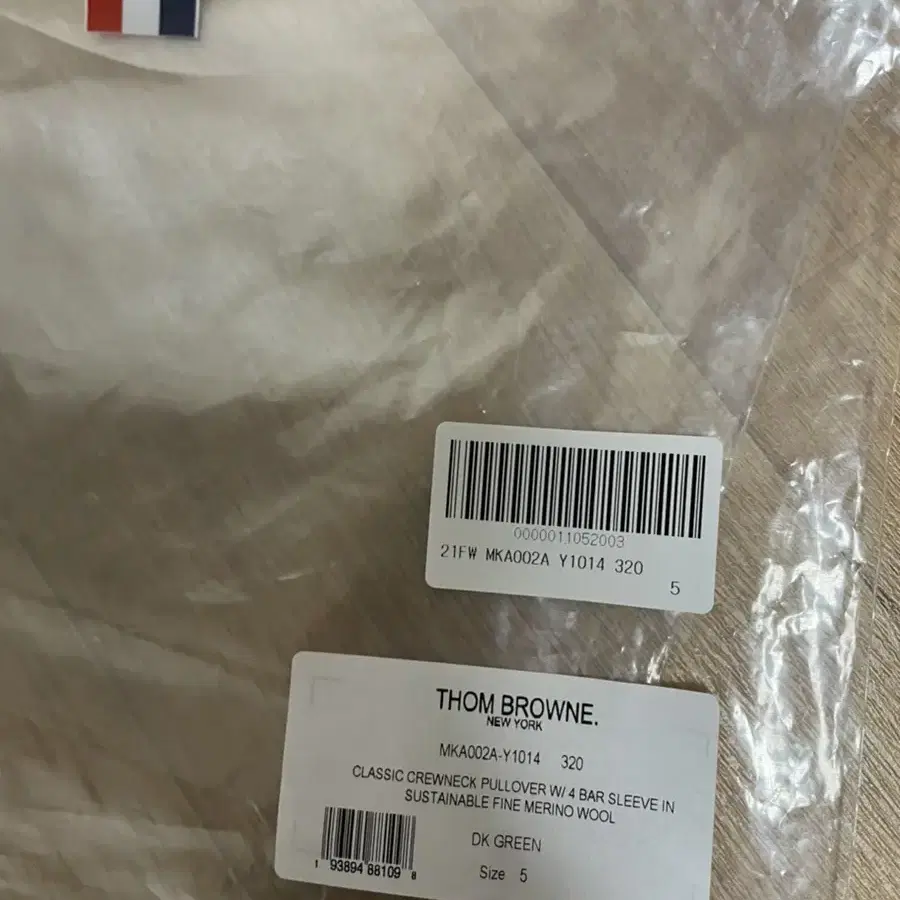 0000011052003
21FW MKA002A Y1014 320
5
THOM BROWNE.
NEW YORK
MKA002A-Y1014 320
CLASSIC CREWNECK PULLOVER W/ 4 BAR SLEEVE IN
SUSTAINABLE FINE MERINO WOOL
DK GREEN
1 93894 88109 8
Size 5